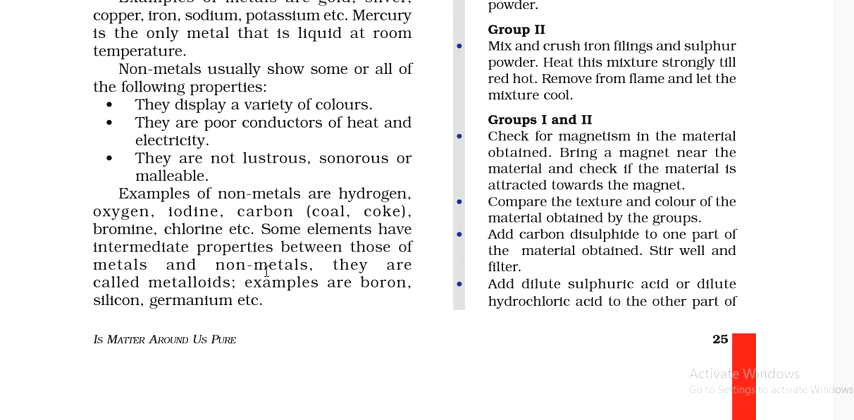 copper, iron, sodium, potassium etc. Mercury
is the only metal that is liquid at room
temperature.
Non-metals usually show some or all of
the following properties:
• They display a variety of colours.
• They are poor conductors of heat and
electricity.
• They are not lustrous, sonorous or
malleable.
Examples of non-metals are hydrogen,
oxygen, iodine, carbon (coal, coke),
bromine, chlorine etc. Some elements have
intermediate properties between those of
metals and non-metals, they are
called metalloids; examples are boron,
silicon, germanium etc.
powder.
Group II
• Mix and crush iron filings and sulphur
powder. Heat this mixture strongly till
red hot. Remove from flame and let the
mixture cool.
Groups I and II
• Check for magnetism in the material
obtained. Bring a magnet near the
material and check if the material is
attracted towards the magnet.
• Compare the texture and colour of the
material obtained by the groups.
• Add carbon disulphide to one part of
the material obtained. Stir well and
filter.
• Add dilute sulphuric acid or dilute
hydrochloric acid to the other part of
Is Matter Around Us Pure
25
Activate Windows
Go to Settings to activate Windows